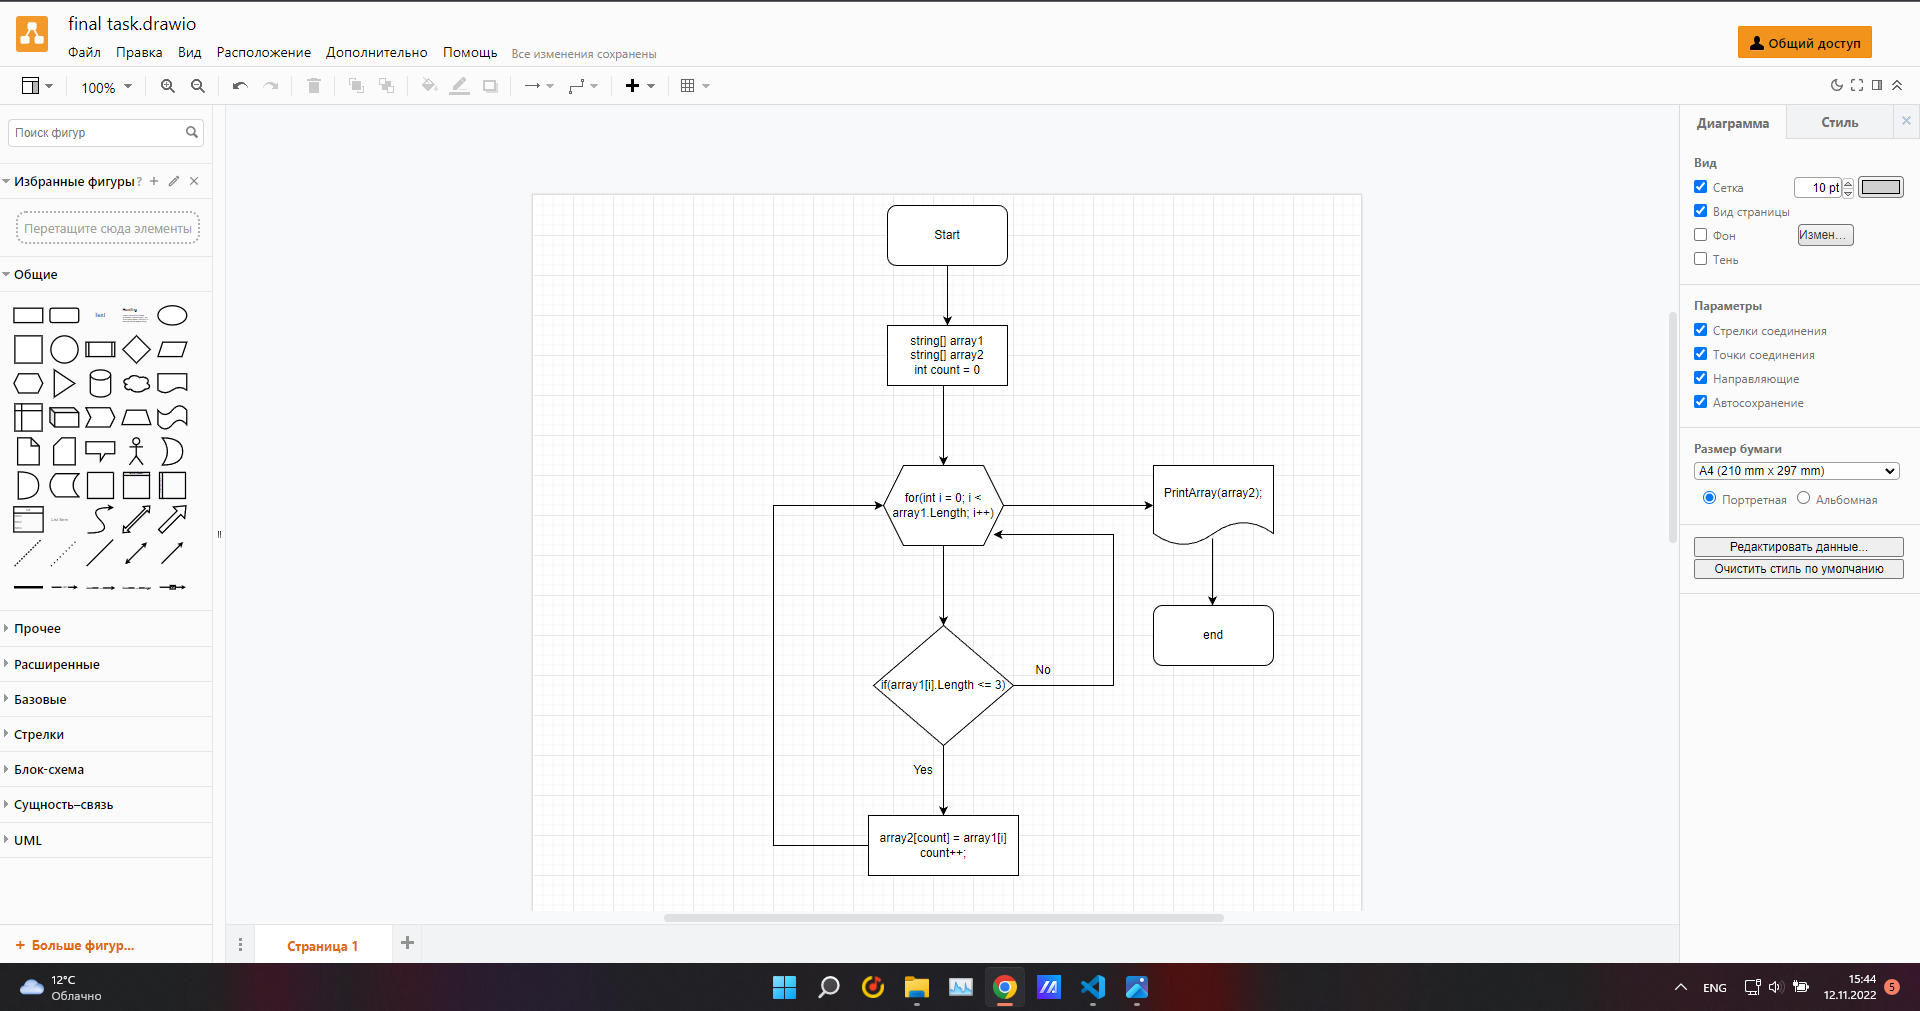 final task.drawio
Файл Правка Вид Расположение Дополнительно Помощь Все изменения сохранены
Общий доступ
100%
Поиск фигур
Избранные фигуры ?
Перетащите сюда элементы
Общие
Text
Heading
List Item
Прочее
Расширенные
Базовые
Стрелки
Блок-схема
Сущность–связь
UML
+ Больше фигур...
Start
string[] array1
string[] array2
int count = 0
for(int i = 0; i <
array1.Length; i++)
PrintArray(array2);
end
if(array1[i].Length <= 3)
No
Yes
array2[count] = array1[i]
count++;
Страница 1
Диаграмма Стиль
Вид
Сетка 10 pt
Вид страницы
Фон Измен...
Тень
Параметры
Стрелки соединения
Точки соединения
Направляющие
Автосохранение
Размер бумаги
A4 (210 mm x 297 mm)
Портретная Альбомная
Редактировать данные...
Очистить стиль по умолчанию
12°C
Облачно
ENG
15:44
12.11.2022
5